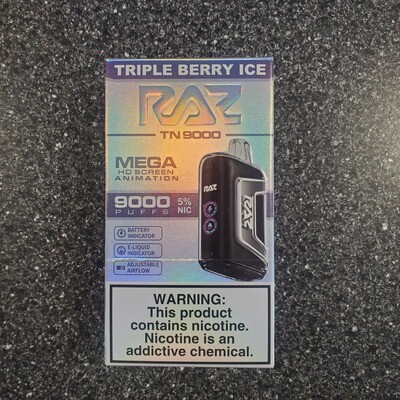 TRIPLE BERRY ICE
RAZ
TN 9000
MEGA
HD SCREEN
ANIMATION
9000
PUFFS
5%
NIC
BATTERY
INDICATOR
E-LIQUID
INDICATOR
ADJUSTABLE
AIRFLOW
RAZ
RAZ
WARNING:
This product
contains nicotine.
Nicotine is an
addictive chemical.